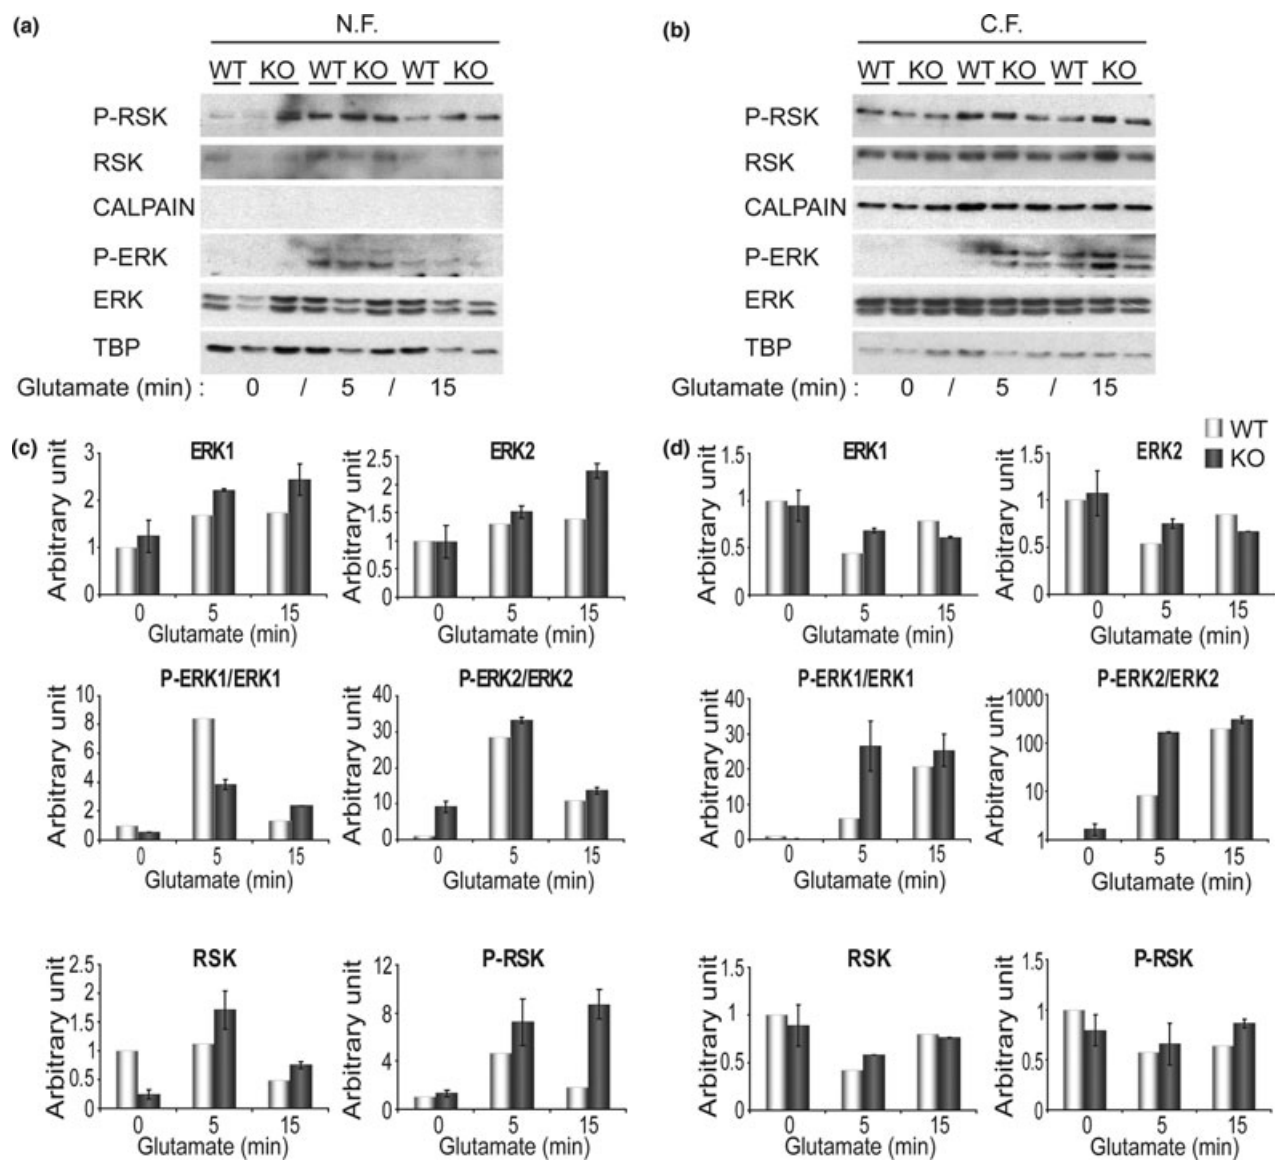 (a)
N.F.
WT KO WT KO WT KO
P-RSK
RSK
CALPAIN
P-ERK
ERK
TBP
Glutamate (min) : 0 / 5 / 15
(b)
C.F.
WT KO WT KO WT KO
P-RSK
RSK
CALPAIN
P-ERK
ERK
TBP
Glutamate (min) : 0 / 5 / 15
(c)
ERK1
Arbitrary unit
3
2
1
0
0 5 15
Glutamate (min)
ERK2
Arbitrary unit
2.5
2
1.5
1
0.5
0
0 5 15
Glutamate (min)
P-ERK1/ERK1
Arbitrary unit
10
8
6
4
2
0
0 5 15
Glutamate (min)
P-ERK2/ERK2
Arbitrary unit
40
30
20
10
0
0 5 15
Glutamate (min)
RSK
Arbitrary unit
2.5
2
1.5
1
0.5
0
0 5 15
Glutamate (min)
P-RSK
Arbitrary unit
12
8
4
0
0 5 15
Glutamate (min)
(d)
WT
KO
ERK1
Arbitrary unit
1.5
1
0.5
0
0 5 15
Glutamate (min)
ERK2
Arbitrary unit
1.5
1
0.5
0
0 5 15
Glutamate (min)
P-ERK1/ERK1
Arbitrary unit
40
30
20
10
0
0 5 15
Glutamate (min)
P-ERK2/ERK2
Arbitrary unit
1000
100
10
1
0 5 15
Glutamate (min)
RSK
Arbitrary unit
1.5
1
0.5
0
0 5 15
Glutamate (min)
P-RSK
Arbitrary unit
1.5
1
0.5
0
0 5 15
Glutamate (min)